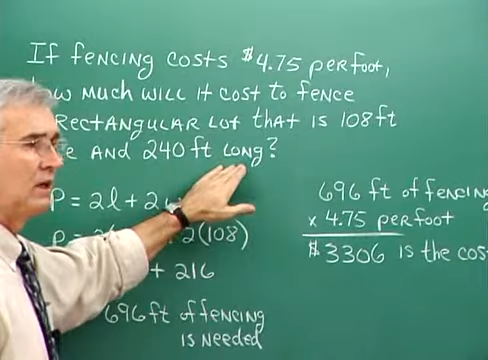 If fencing costs $4.75 per foot,
how much will it cost to fence
rectangular lot that is 108 ft
and 240 ft long?
P = 2l + 2
2(108)
+ 216
696 ft of fencing
is needed
696 ft of fencing
x 4.75 per foot
$3306 is the